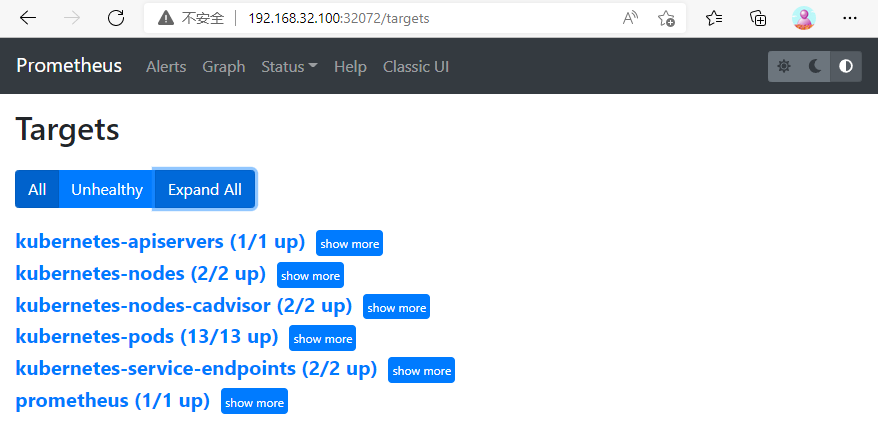 不安全 | 192.168.32.100:32072/targets
Prometheus Alerts Graph Status Help Classic UI
Targets
All Unhealthy Expand All
kubernetes-apiservers (1/1 up) show more
kubernetes-nodes (2/2 up) show more
kubernetes-nodes-cadvisor (2/2 up) show more
kubernetes-pods (13/13 up) show more
kubernetes-service-endpoints (2/2 up) show more
prometheus (1/1 up) show more